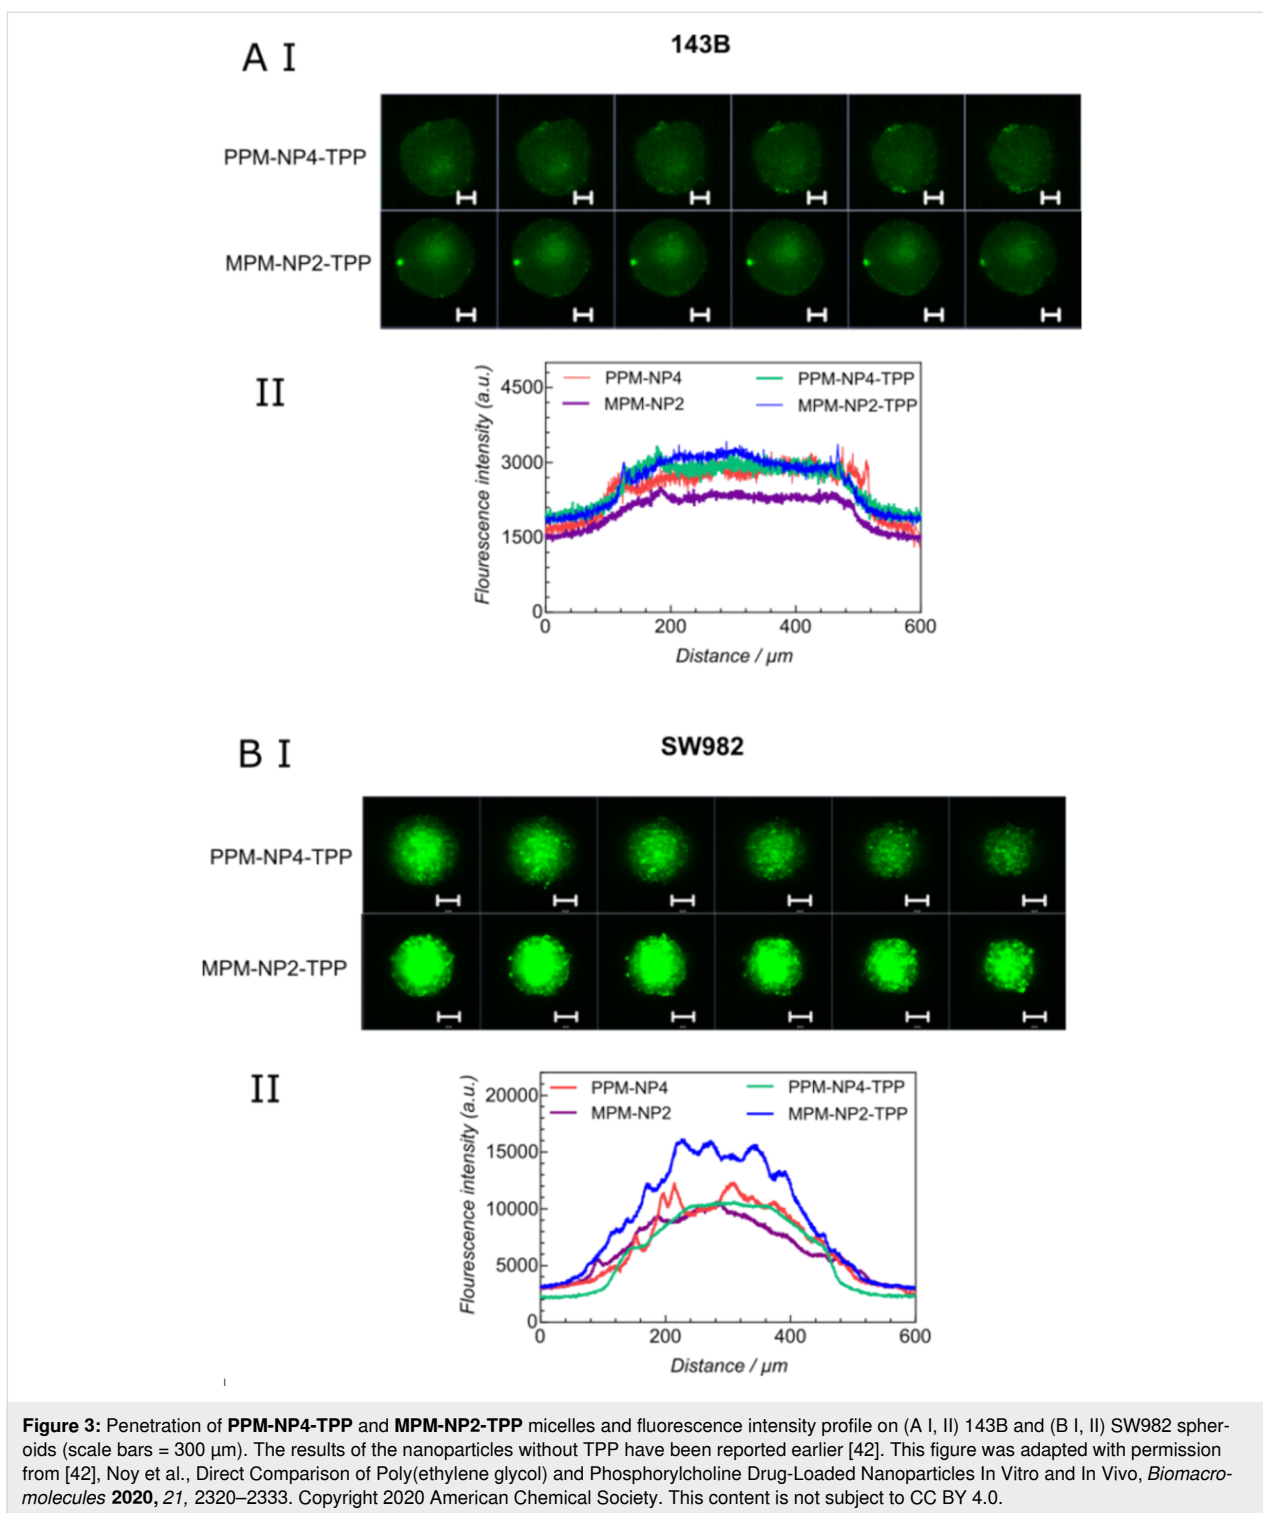 A I
143B
PPM-NP4-TPP
MPM-NP2-TPP
II
Flourescence intensity (a.u.)
4500
3000
1500
0
PPM-NP4
PPM-NP4-TPP
MPM-NP2
MPM-NP2-TPP
0 200 400 600
Distance / µm
B I
SW982
PPM-NP4-TPP
MPM-NP2-TPP
II
Flourescence intensity (a.u.)
20000
15000
10000
5000
0
PPM-NP4
PPM-NP4-TPP
MPM-NP2
MPM-NP2-TPP
0 200 400 600
Distance / µm
Figure 3: Penetration of PPM-NP4-TPP and MPM-NP2-TPP micelles and fluorescence intensity profile on (A I, II) 143B and (B I, II) SW982 spher-
oids (scale bars = 300 µm). The results of the nanoparticles without TPP have been reported earlier [42]. This figure was adapted with permission
from [42], Noy et al., Direct Comparison of Poly(ethylene glycol) and Phosphorylcholine Drug-Loaded Nanoparticles In Vitro and In Vivo, Biomacro-
molecules 2020, 21, 2320–2333. Copyright 2020 American Chemical Society. This content is not subject to CC BY 4.0.